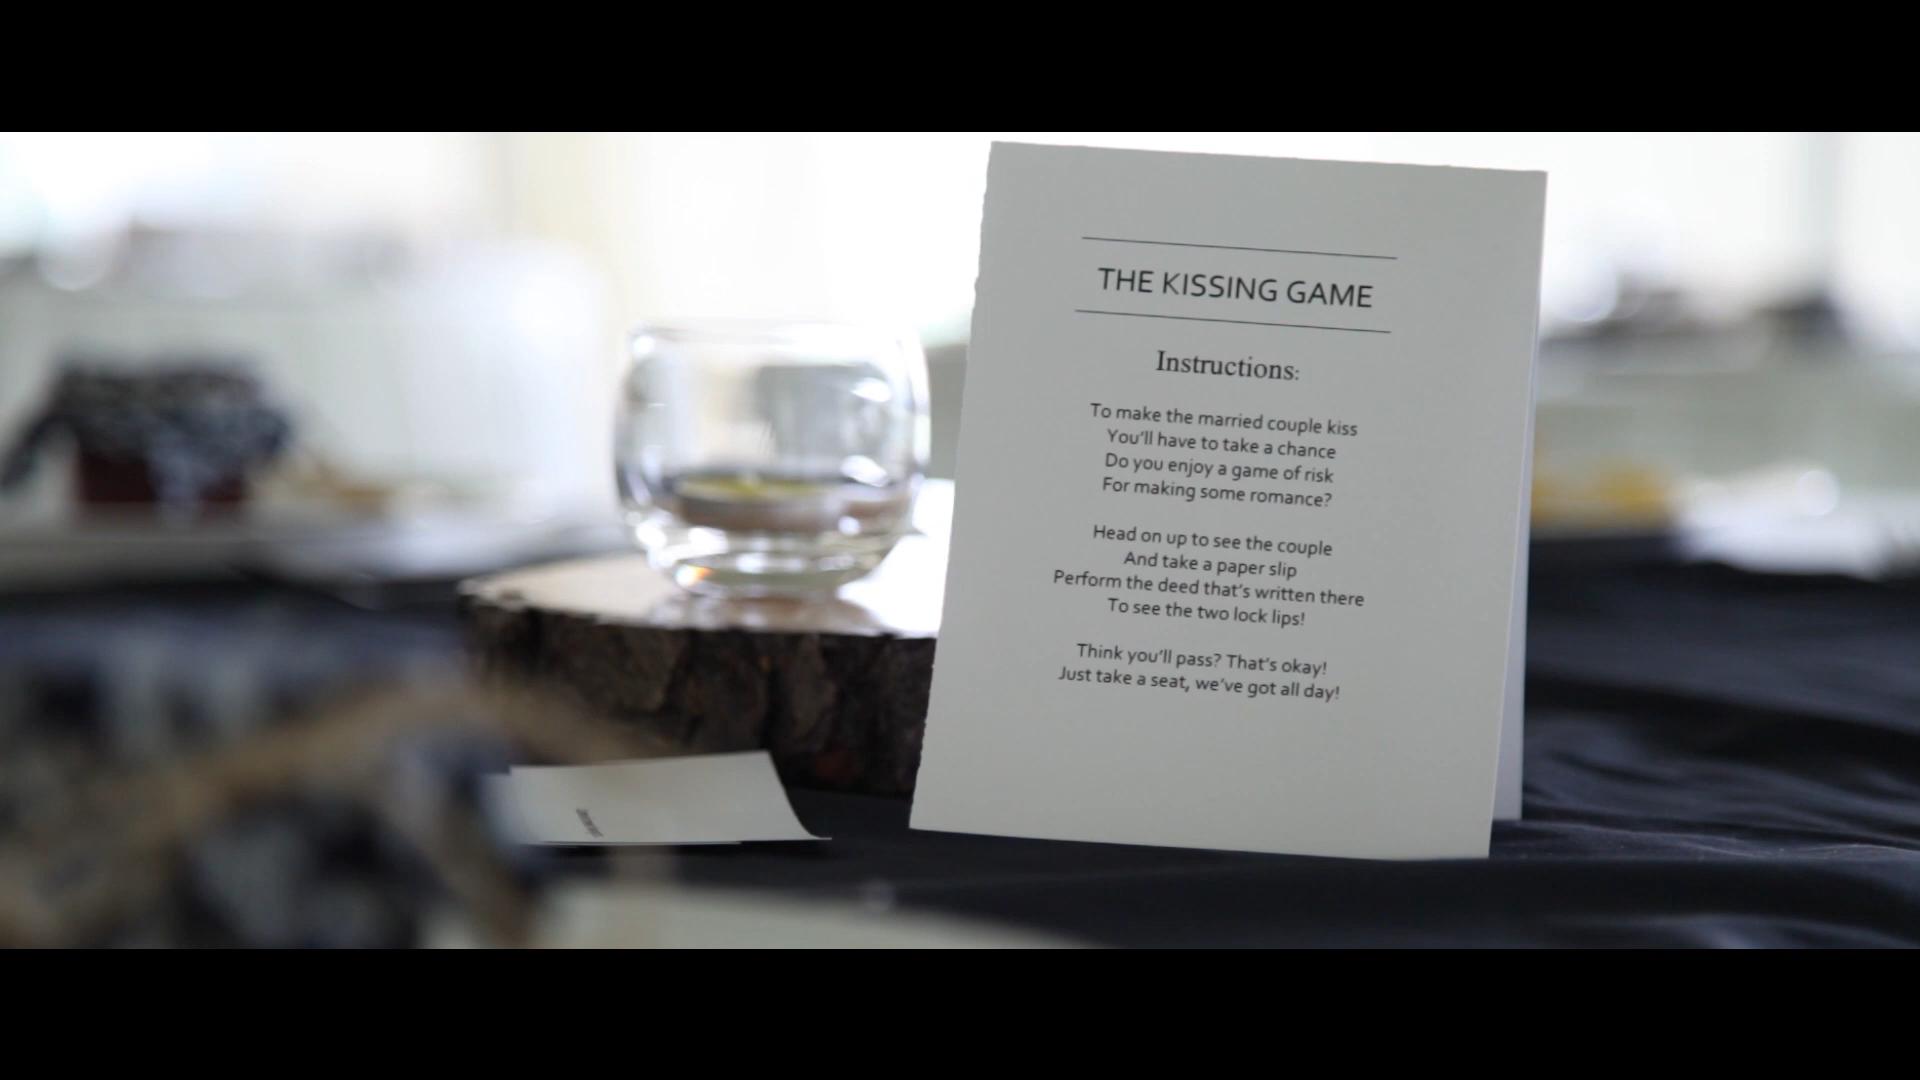 THE KISSING GAME
Instructions:
To make the married couple kiss
You'll have to take a chance
Do you enjoy a game of risk
For making some romance?
Head on up to see the couple
And take a paper slip
Perform the deed that's written there
To see the two lock lips!
Think you'll pass? That's okay!
Just take a seat, we've got all day!